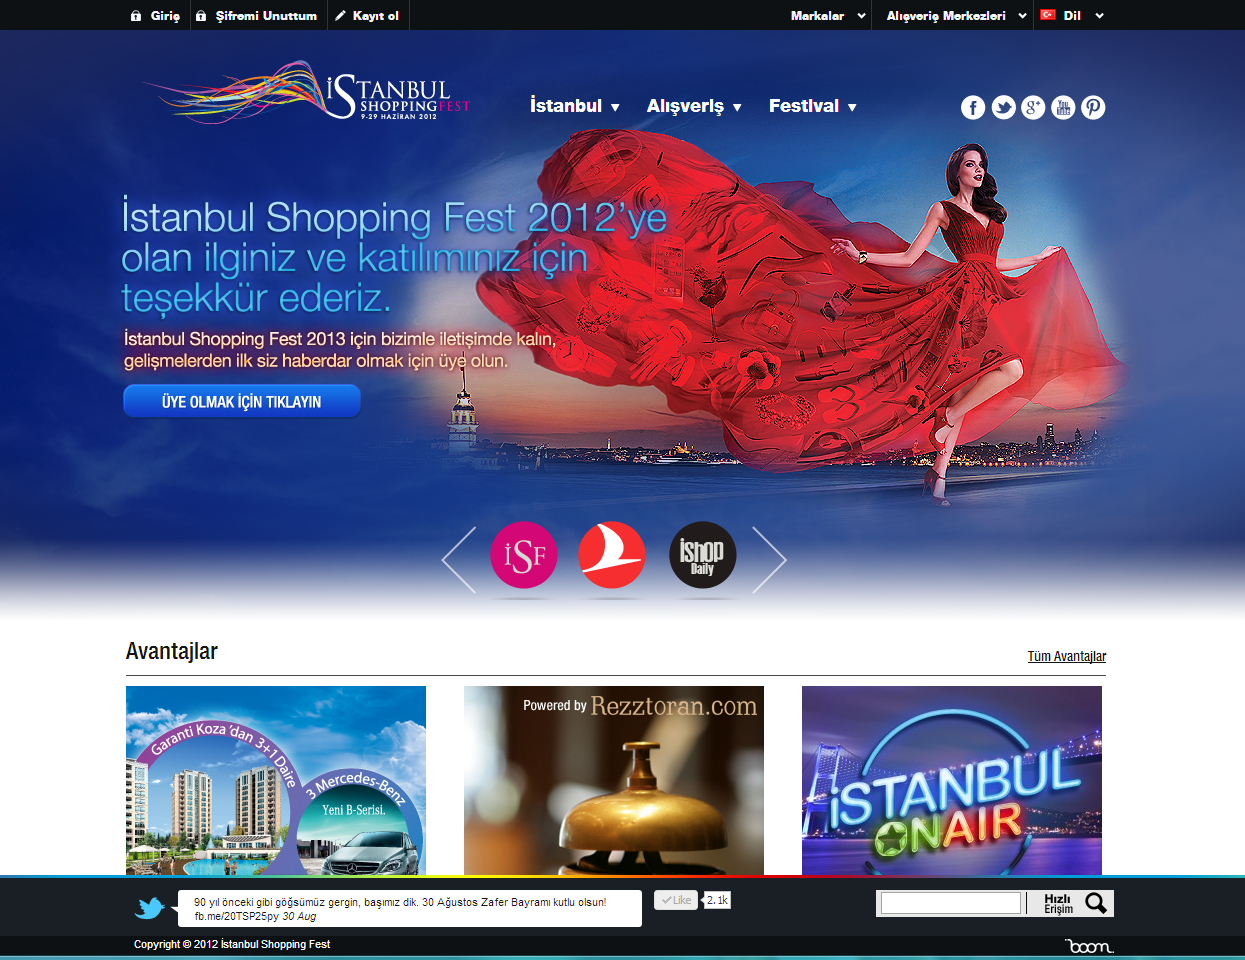 Giriş
Şifremi Unuttum
Kayıt ol
Markalar
Alışveriş Merkezleri
Dil
İSTANBUL
SHOPPINGFEST
9-29 HAZİRAN 2012
İstanbul
Alışveriş
Festival
f
g+
You
Tube
İstanbul Shopping Fest 2012'ye
olan ilginiz ve katılımınız için
teşekkür ederiz.
İstanbul Shopping Fest 2013 için bizimle iletişimde kalın,
gelişmelerden ilk siz haberdar olmak için üye olun.
ÜYE OLMAK İÇİN TIKLAYIN
İSF
ishop
Daily
Avantajlar
Tüm Avantajlar
Garanti Koza'dan 3+1 Daire
3 Mercedes-Benz
Yeni B-Serisi.
Powered by Rezztoran.com
iSTANBUL
ONAIR
90 yıl önceki gibi göğsümüz gergin, başımız dik. 30 Ağustos Zafer Bayramı kutlu olsun!
fb.me/20TSP25py 30 Aug
Like
2.1k
Hızlı
Erişim
Copyright © 2012 İstanbul Shopping Fest
boom